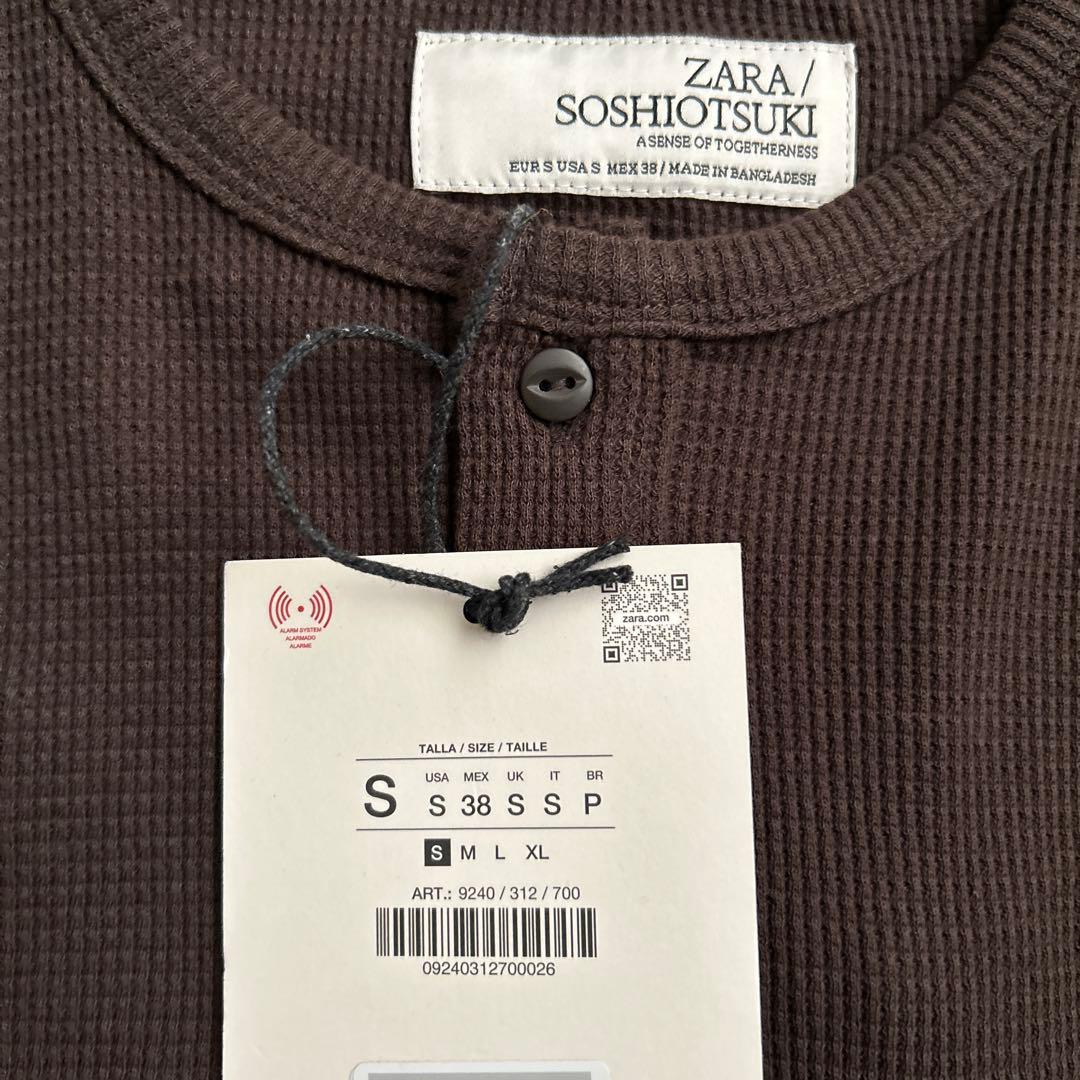 ZARA /
SOSHIOTSUKI
A SENSE OF TOGETHERNESS
EUR S USA S MEX 38 / MADE IN BANGLADESH
ALARM SYSTEM
ALARMADO
ALARME
zara.com
TALLA / SIZE / TAILLE
USA MEX UK IT BR
S S 38 S S P
S M L XL
ART.: 9240 / 312 / 700
09240312700026